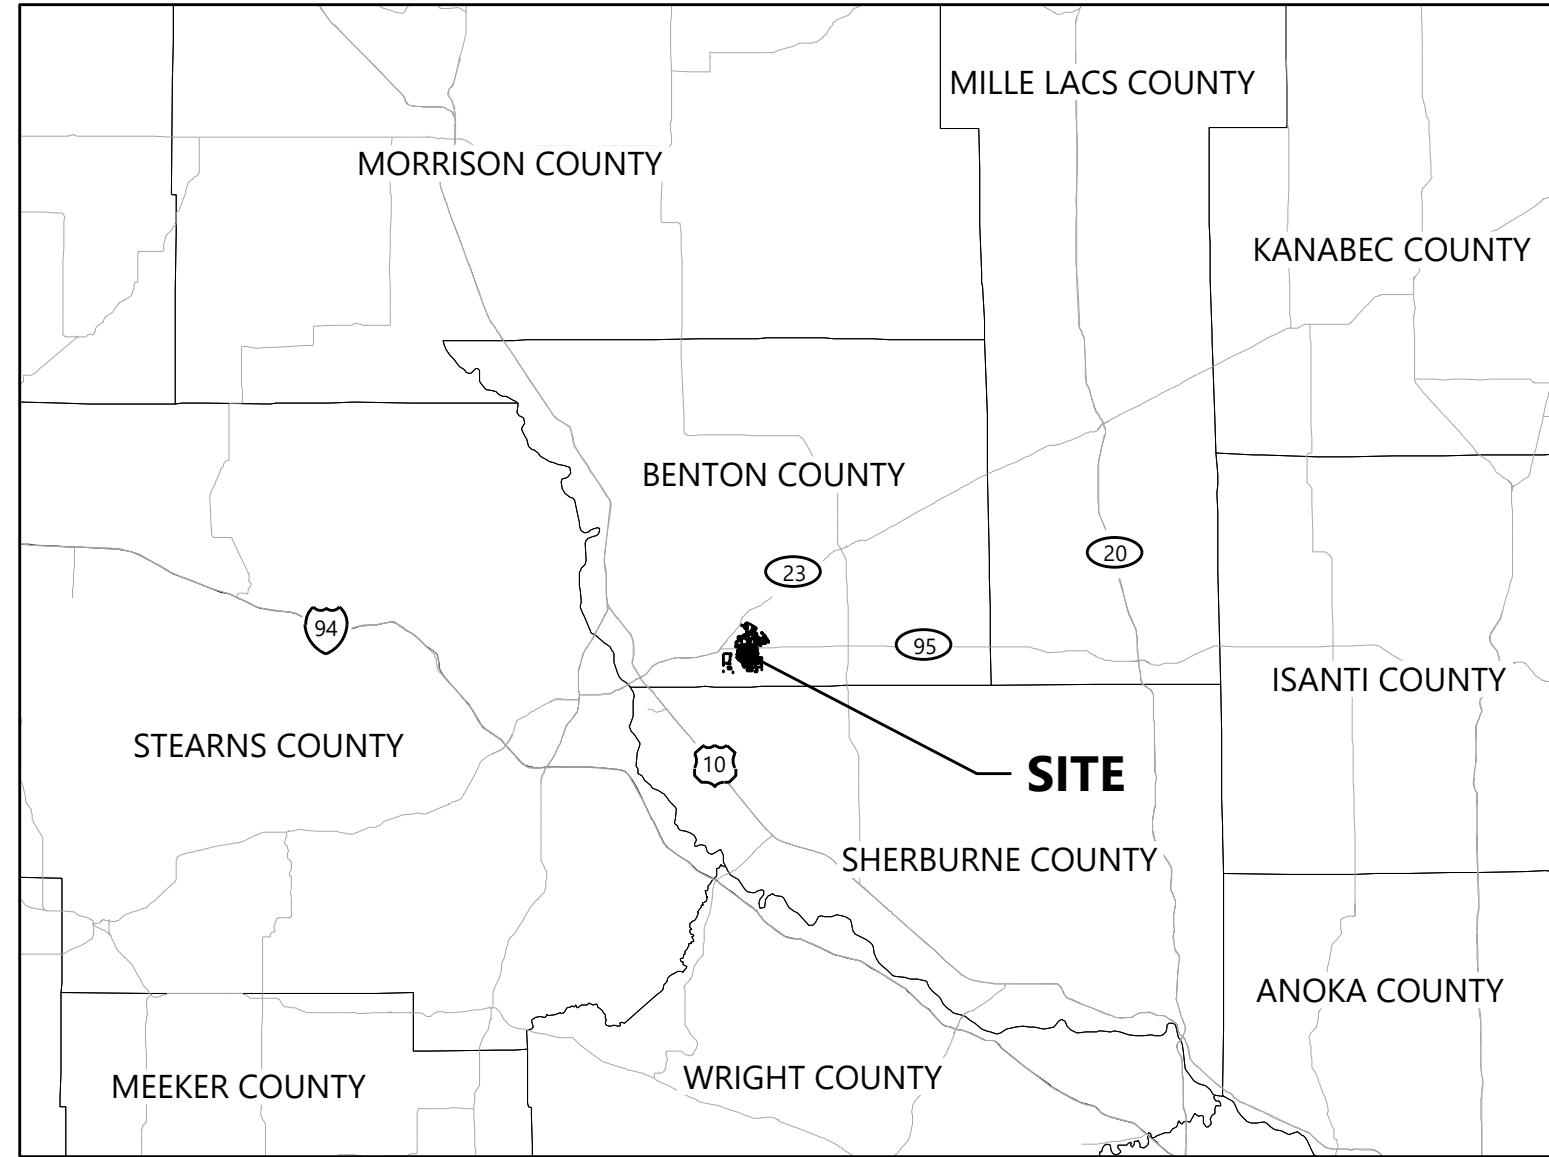 MILLE LACS COUNTY
MORRISON COUNTY
KANABEC COUNTY
BENTON COUNTY
20
23
94
95
ISANTI COUNTY
STEARNS COUNTY
10
SITE
SHERBURNE COUNTY
ANOKA COUNTY
WRIGHT COUNTY
MEEKER COUNTY